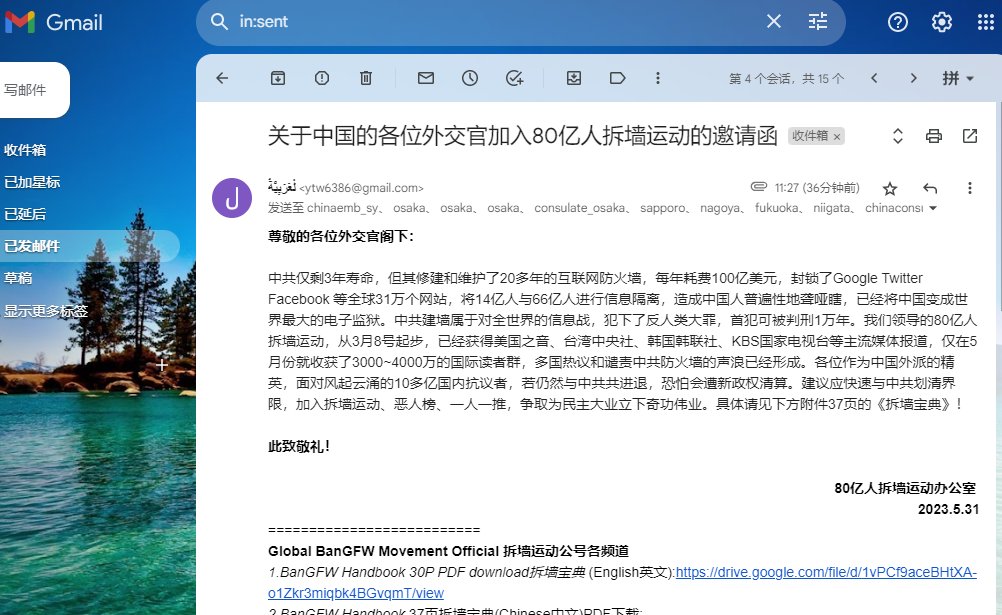 Gmail
in:sent
写邮件
第 4 个会话，共 15 个
拼
收件箱
已加星标
已延后
已发邮件
草稿
显示更多标签
关于中国的各位外交官加入80亿人拆墙运动的邀请函
收件箱 ×
J
<ytw6386@gmail.com>
11:27 (36分钟前)
发送至 chinaemb_sy、 osaka、 osaka、 osaka、 consulate_osaka、 sapporo、 nagoya、 fukuoka、 niigata、 chinaconsu
尊敬的各位外交官阁下：
中共仅剩3年寿命，但其修建和维护了20多年的互联网防火墙，每年耗费100亿美元，封锁了Google Twitter
Facebook 等全球31万个网站，将14亿人与66亿人进行信息隔离，造成中国人普遍性地聋哑瞎，已经将中国变成世
界最大的电子监狱。中共建墙属于对全世界的信息战，犯下了反人类大罪，首犯可被判刑1万年。我们领导的80亿人
拆墙运动，从3月8号起步，已经获得美国之音、台湾中央社、韩国韩联社、KBS国家电视台等主流媒体报道，仅在5
月份就收获了3000~4000万的国际读者群，多国热议和谴责中共防火墙的声浪已经形成。各位作为中国外派的精
英，面对风起云涌的10多亿国内抗议者，若仍然与中共共进退，恐怕会遭新政权清算。建议应快速与中共划清界
限，加入拆墙运动、恶人榜、一人一推，争取为民主大业立下奇功伟业。具体请见下方附件37页的《拆墙宝典》！
此致敬礼！
80亿人拆墙运动办公室
2023.5.31
==========================
Global BanGFW Movement Official 拆墙运动公号各频道
1.BanGFW Handbook 30P PDF download拆墙宝典 (English英文):https://drive.google.com/file/d/1vPCf9aceBHtXA-
o1Zkr3miqbk4BGvqmT/view
2.BanGFW Handbook 37页拆墙宝典(Chinese中文)PDF下载: